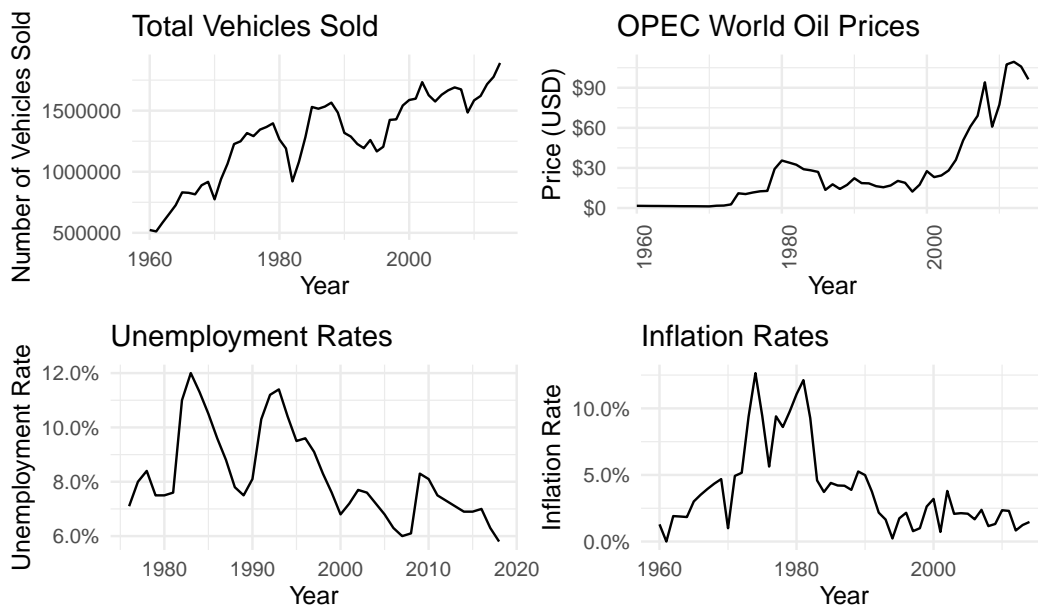 Total Vehicles Sold
Number of Vehicles Sold
1500000
1000000
500000
1960
1980
2000
Year
OPEC World Oil Prices
Price (USD)
$90
$60
$30
$0
1960
1980
2000
Year
Unemployment Rates
Unemployment Rate
12.0%
10.0%
8.0%
6.0%
1980
1990
2000
2010
2020
Year
Inflation Rates
Inflation Rate
10.0%
5.0%
0.0%
1960
1980
2000
Year